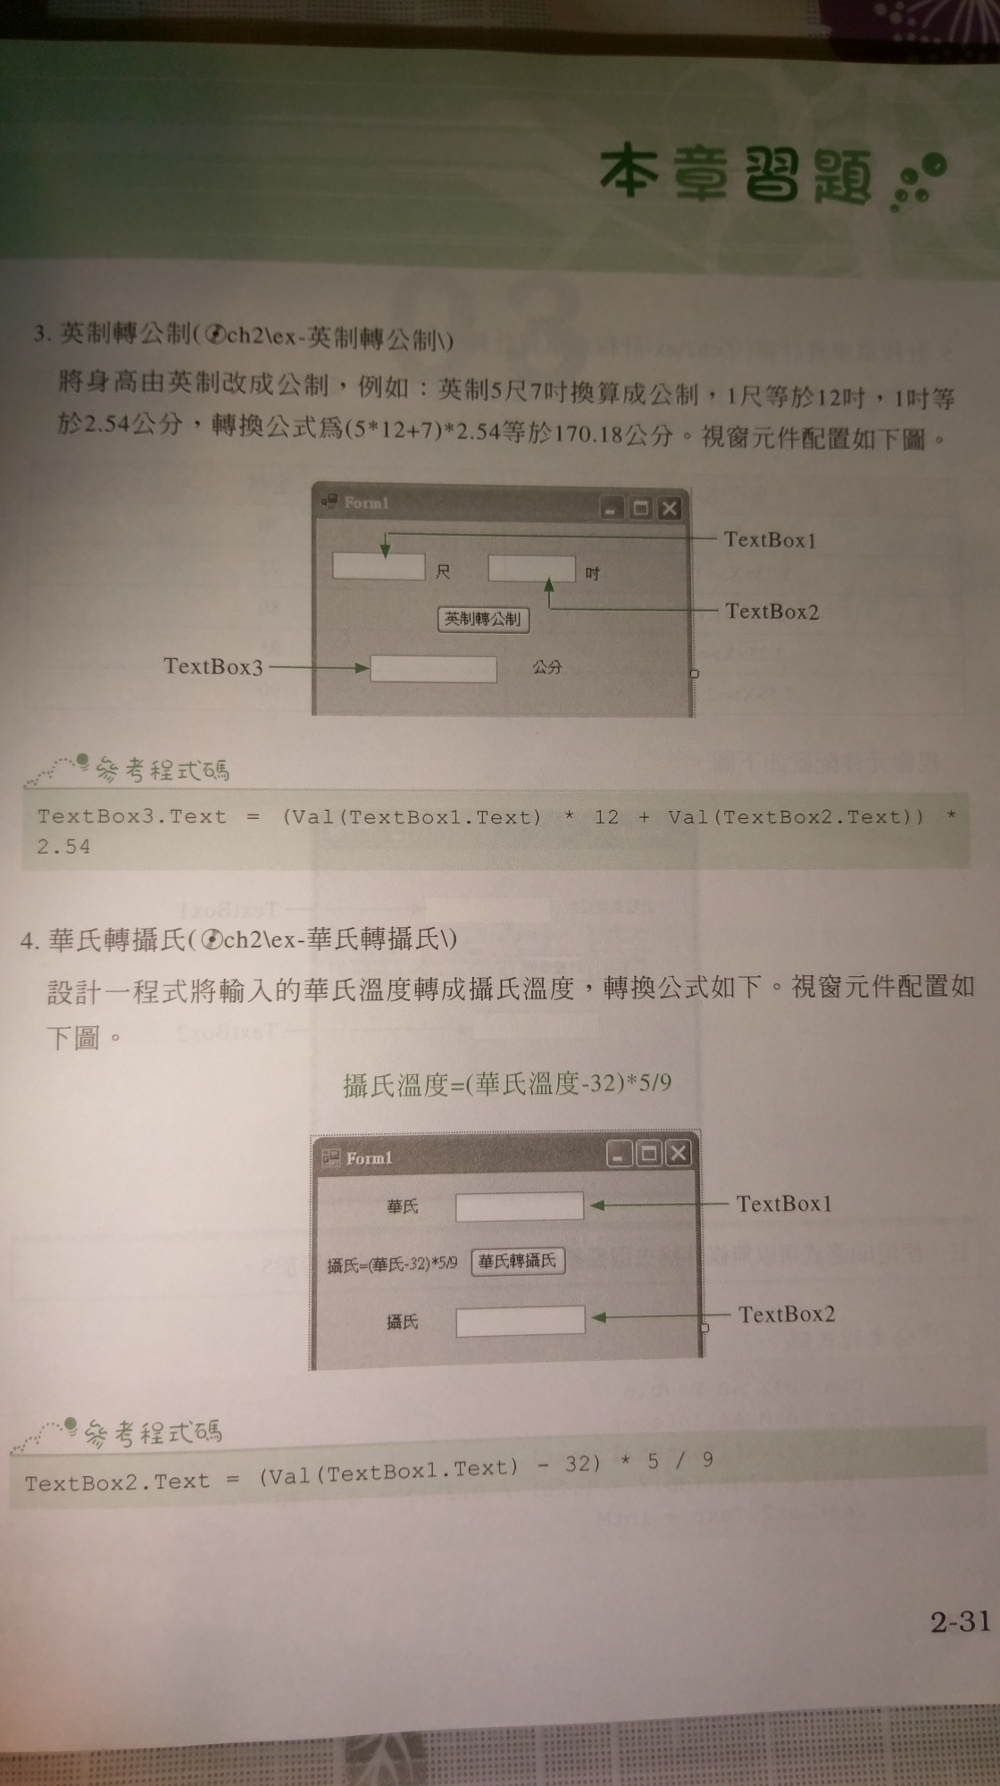 本章習題
3. 英制轉公制(ch2\ex-英制轉公制\)
將身高由英制改成公制，例如：英制5尺7吋換算成公制，1尺等於12吋，1吋等
於2.54公分，轉換公式為(5*12+7)*2.54等於170.18公分。視窗元件配置如下圖。
Form1
TextBox1
尺
吋
TextBox2
英制轉公制
TextBox3
公分
參考程式碼
TextBox3.Text = (Val(TextBox1.Text) * 12 + Val(TextBox2.Text)) *
2.54
4. 華氏轉攝氏(ch2\ex-華氏轉攝氏\)
設計一程式將輸入的華氏溫度轉成攝氏溫度，轉換公式如下。視窗元件配置如
下圖。
攝氏溫度=(華氏溫度-32)*5/9
Form1
華氏
TextBox1
攝氏=(華氏-32)*5/9
華氏轉攝氏
攝氏
TextBox2
參考程式碼
TextBox2.Text = (Val(TextBox1.Text) - 32) * 5 / 9
2-31